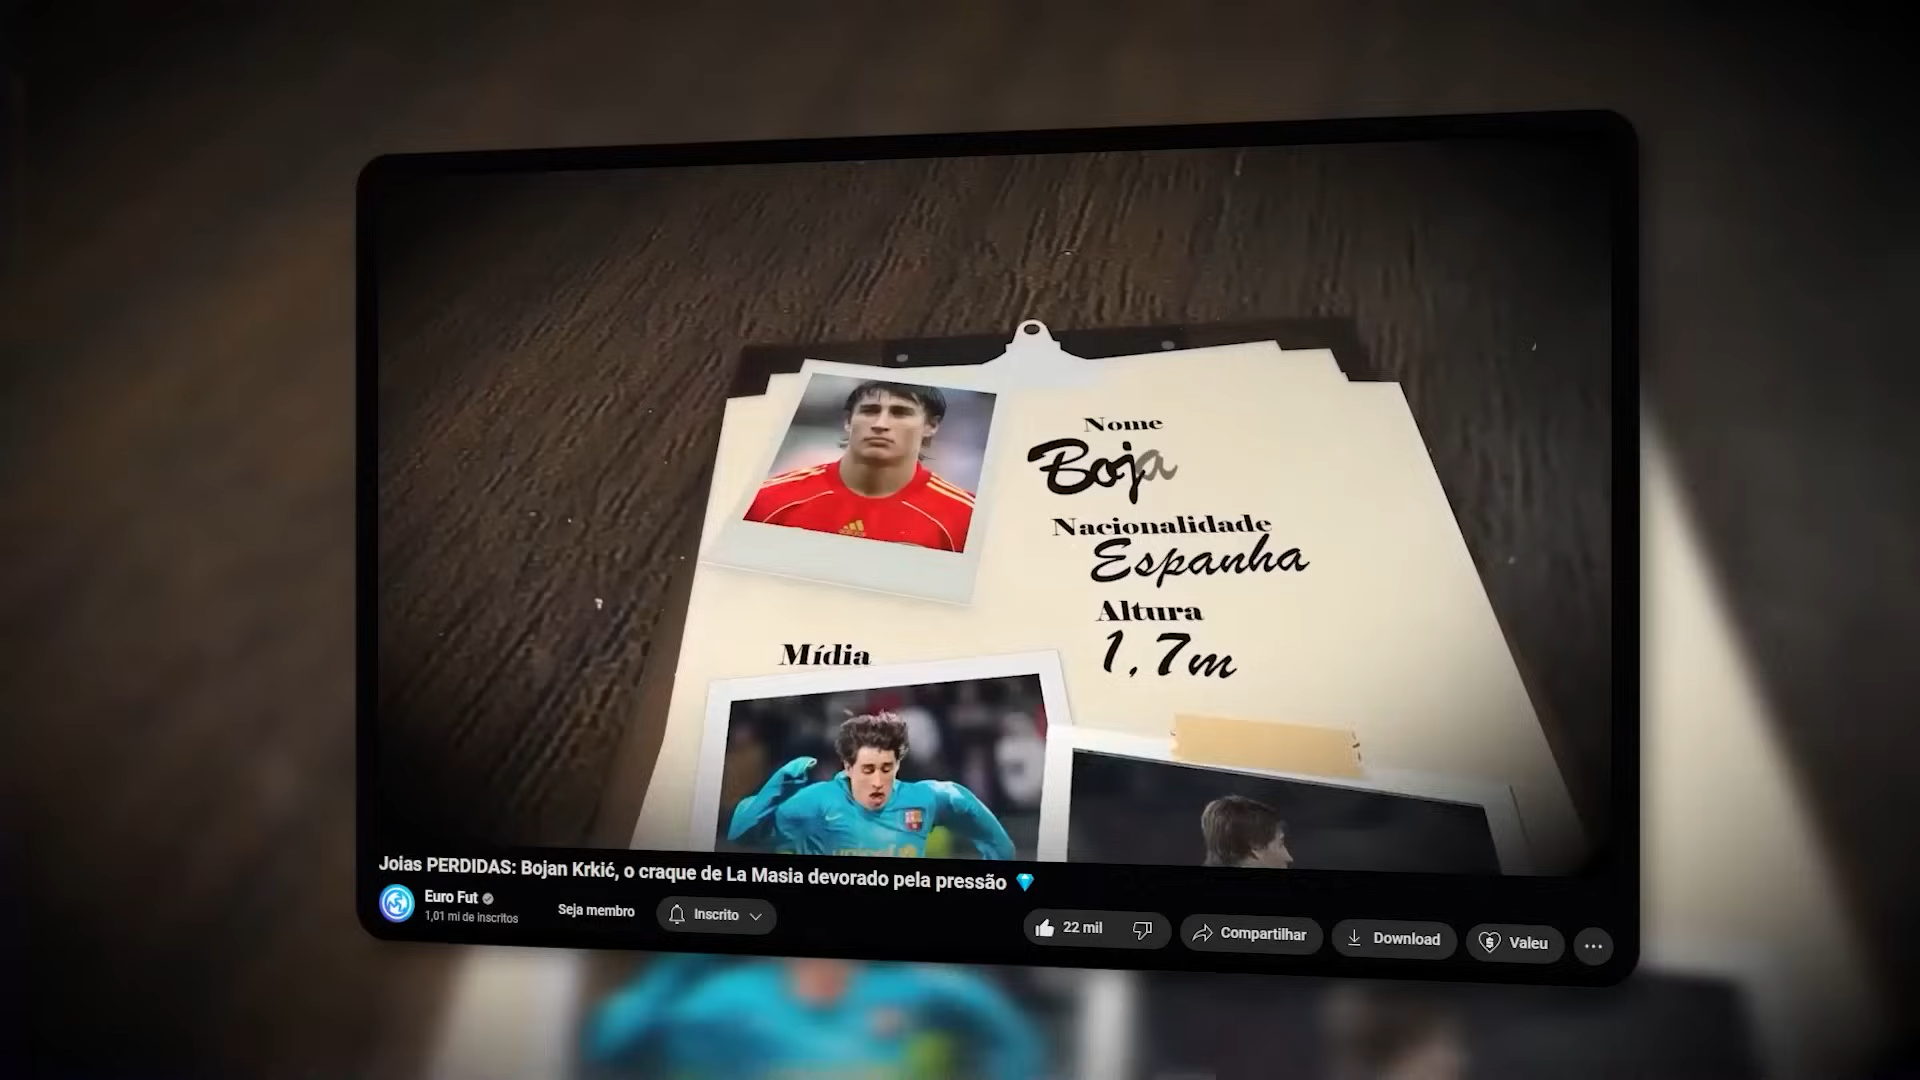 Nome
Boja
Nacionalidade
Espanha
Altura
1,7m
Mídia
unicef
Joias PERDIDAS: Bojan Krkić, o craque de La Masia devorado pela pressão
Euro Fut
1,01 mi de inscritos
Seja membro
Inscrito
22 mil
Compartilhar
Download
Valeu